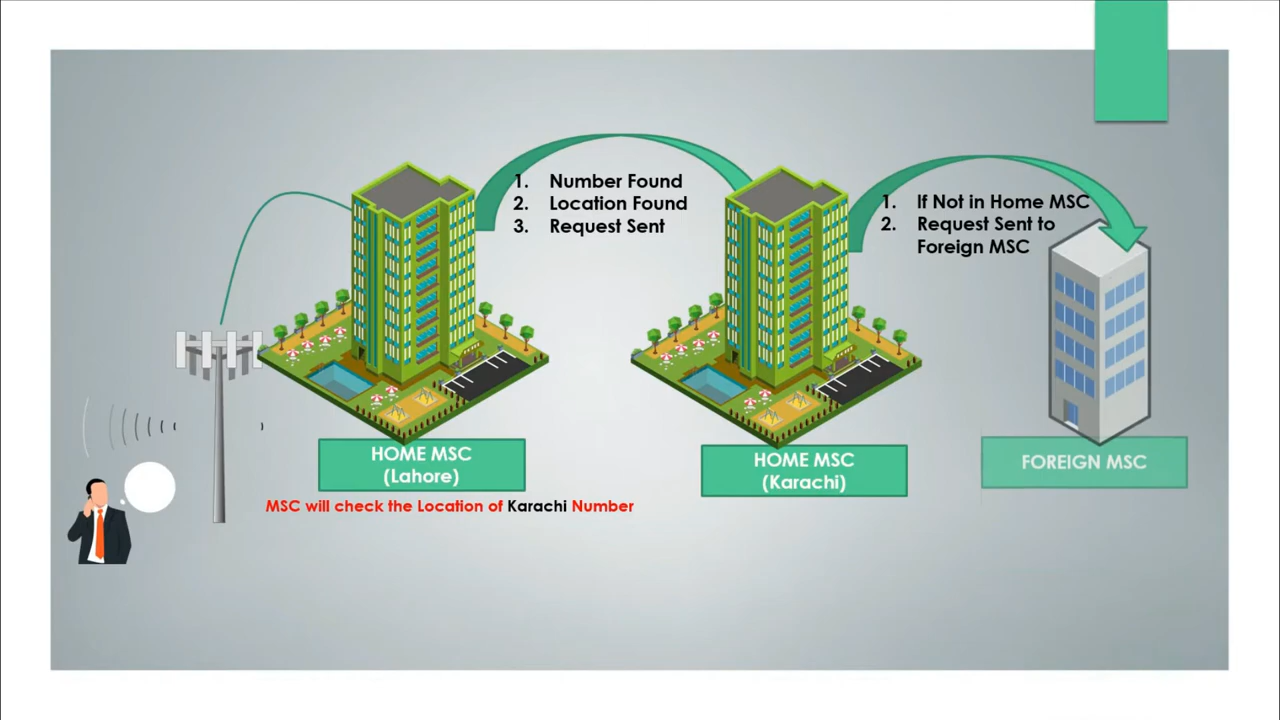 1. Number Found
2. Location Found
3. Request Sent
1. If Not in Home MSC
2. Request Sent to
Foreign MSC
HOME MSC
(Lahore)
HOME MSC
(Karachi)
FOREIGN MSC
MSC will check the Location of Karachi Number